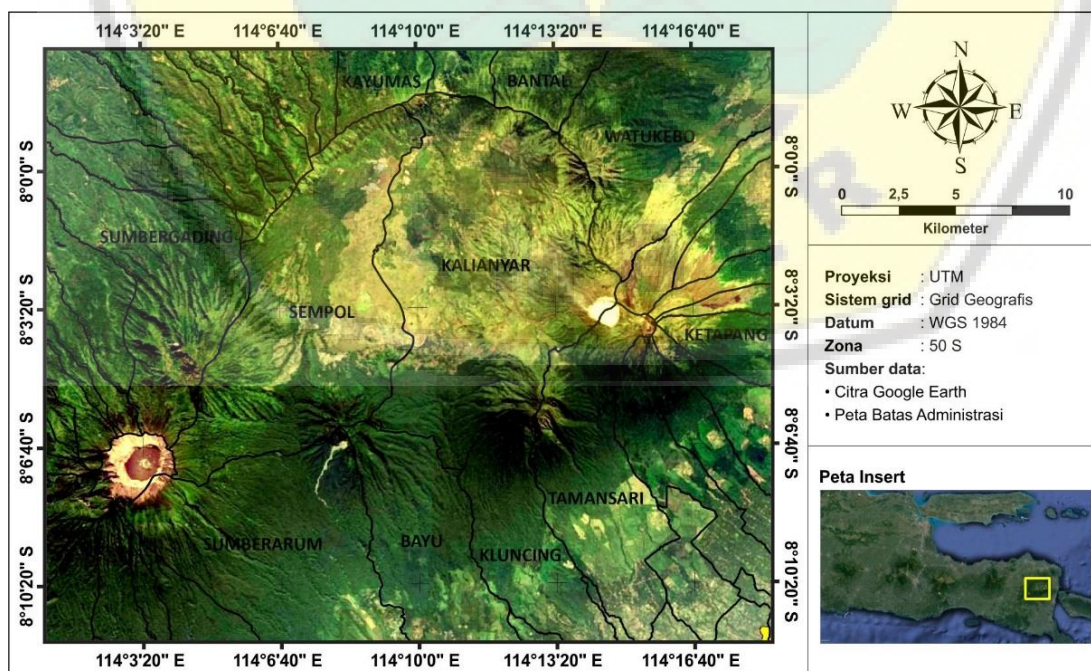 114°3'20" E 114°6'40" E 114°10'0" E 114°13'20" E 114°16'40" E
KAYUMAS BANTAL
WATUKEBO
8°0'0" S 8°0'0" S
SUMBERGADING
KALIANYAR
SEMPOL
8°3'20" S 8°3'20" S
KETAPANG
8°6'40" S 8°6'40" S
TAMANSARI
SUMBERARUM BAYU KLUNCING
8°10'20" S 8°10'20" S
114°3'20" E 114°6'40" E 114°10'0" E 114°13'20" E 114°16'40" E
N
W E
S
0 2,5 5 10
Kilometer
Proyeksi : UTM
Sistem grid : Grid Geografis
Datum : WGS 1984
Zona : 50 S
Sumber data:
• Citra Google Earth
• Peta Batas Administrasi
Peta Insert
R